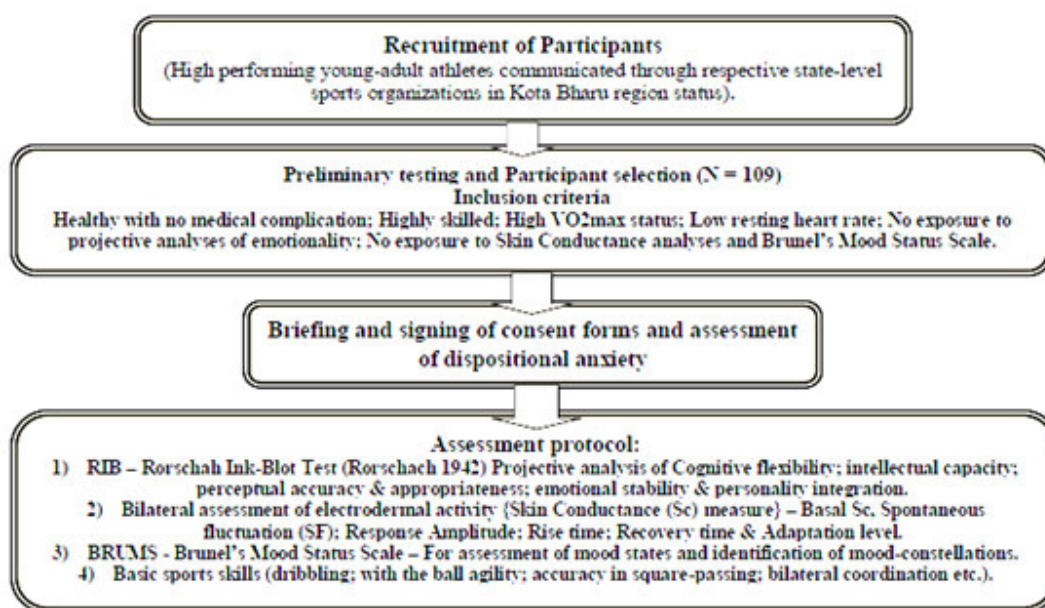 Recruitment of Participants
(High performing young-adult athletes communicated through respective state-level
sports organizations in Kota Bharu region status).
Preliminary testing and Participant selection (N = 109)
Inclusion criteria
Healthy with no medical complication; Highly skilled; High VO2max status; Low resting heart rate; No exposure to
projective analyses of emotionality; No exposure to Skin Conductance analyses and Brunel's Mood Status Scale.
Briefing and signing of consent forms and assessment
of dispositional anxiety
Assessment protocol:
1) RIB – Rorschah Ink-Blot Test (Rorschach 1942) Projective analysis of Cognitive flexibility; intellectual capacity;
perceptual accuracy & appropriateness; emotional stability & personality integration.
2) Bilateral assessment of electrodermal activity {Skin Conductance (Sc) measure} – Basal Sc. Spontaneous
fluctuation (SF); Response Amplitude; Rise time; Recovery time & Adaptation level.
3) BRUMS - Brunel's Mood Status Scale – For assessment of mood states and identification of mood-constellations.
4) Basic sports skills (dribbling; with the ball agility; accuracy in square-passing; bilateral coordination etc.).